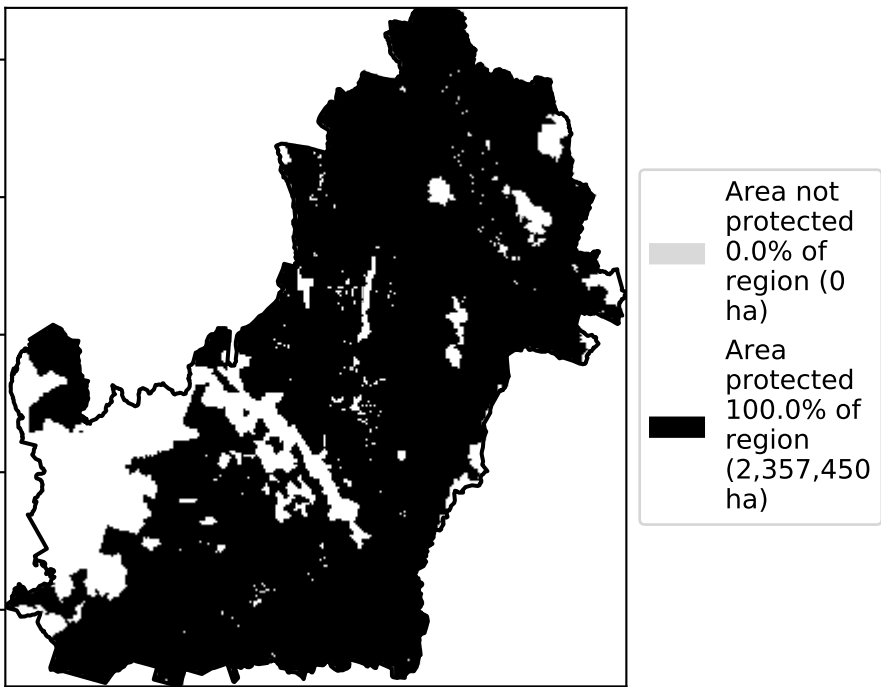 Area not
protected
0.0% of
region (0
ha)
Area
protected
100.0% of
region
(2,357,450
ha)